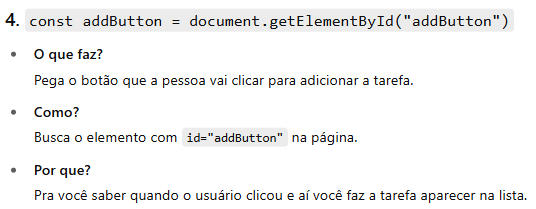 4. const addButton = document.getElementById("addButton")
• O que faz?
Pega o botão que a pessoa vai clicar para adicionar a tarefa.
• Como?
Busca o elemento com id="addButton" na página.
• Por que?
Pra você saber quando o usuário clicou e aí você faz a tarefa aparecer na lista.